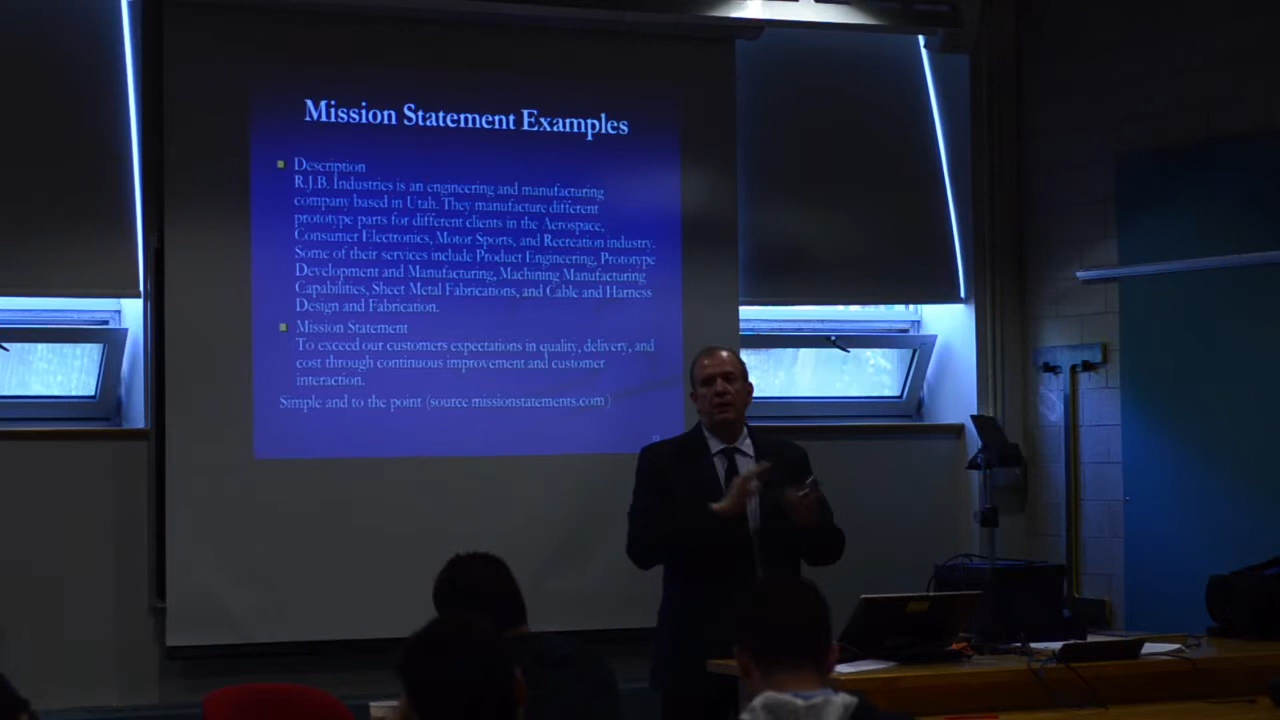 Mission Statement Examples
Description
R.J.B. Industries is an engineering and manufacturing
company based in Utah. They manufacture different
prototype parts for different clients in the Aerospace,
Consumer Electronics, Motor Sports, and Recreation industry.
Some of their services include Product Engineering, Prototype
Development and Manufacturing, Machining Manufacturing
Capabilities, Sheet Metal Fabrications, and Cable and Harness
Design and Fabrication.
Mission Statement
To exceed our customers expectations in quality, delivery, and
cost through continuous improvement and customer
interaction.
Simple and to the point (source missionstatements.com)